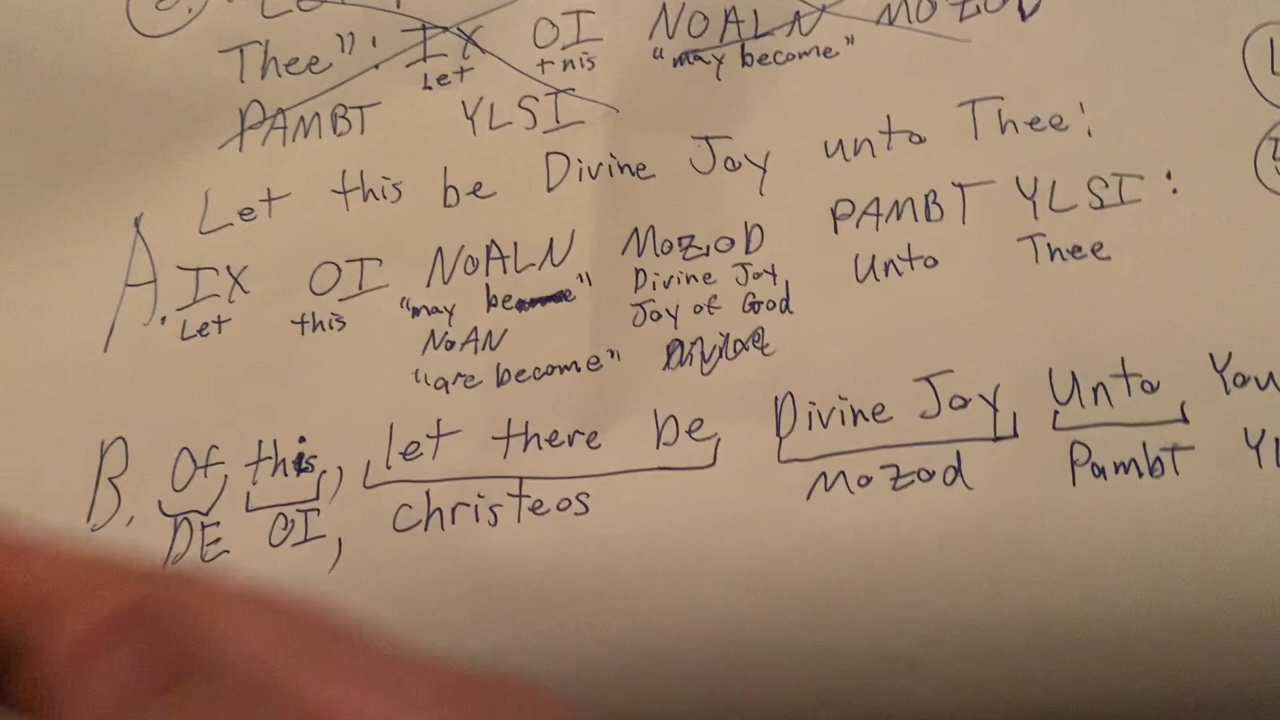 Thee": IX OI NOALN MOZOD
Let this "may become"
PAMBT YLSI
Let this be Divine Joy unto Thee:
A. IX OI NOALN MOZOD PAMBT YLSI:
Let this "may be" Divine Joy, Unto Thee
NOAN Joy of God
"are become"
B. Of this, let there be Divine Joy, Unto You
DE OI, Christeos Mozod Pambt YL